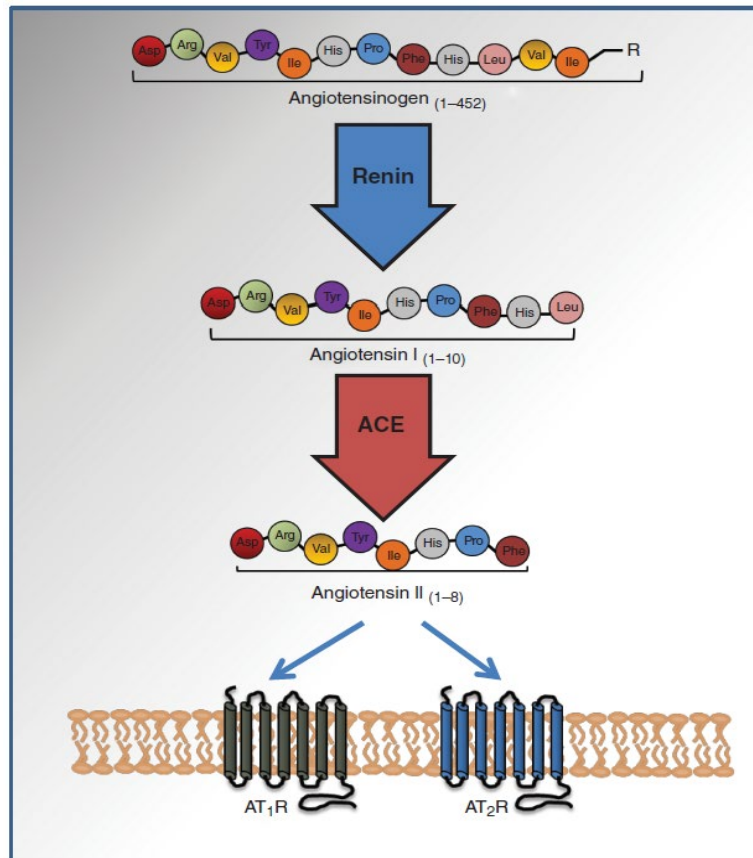 Asp Arg Val Tyr Ile His Pro Phe His Leu Val Ile R
Angiotensinogen (1–452)
Renin
Asp Arg Val Tyr Ile His Pro Phe His Leu
Angiotensin I (1–10)
ACE
Asp Arg Val Tyr Ile His Pro Phe
Angiotensin II (1–8)
AT1R AT2R